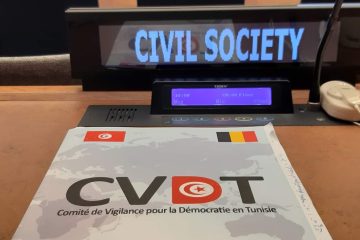 CIVIL SOCIETY
CVDT
Comité de Vigilance pour la Démocratie en Tunisie